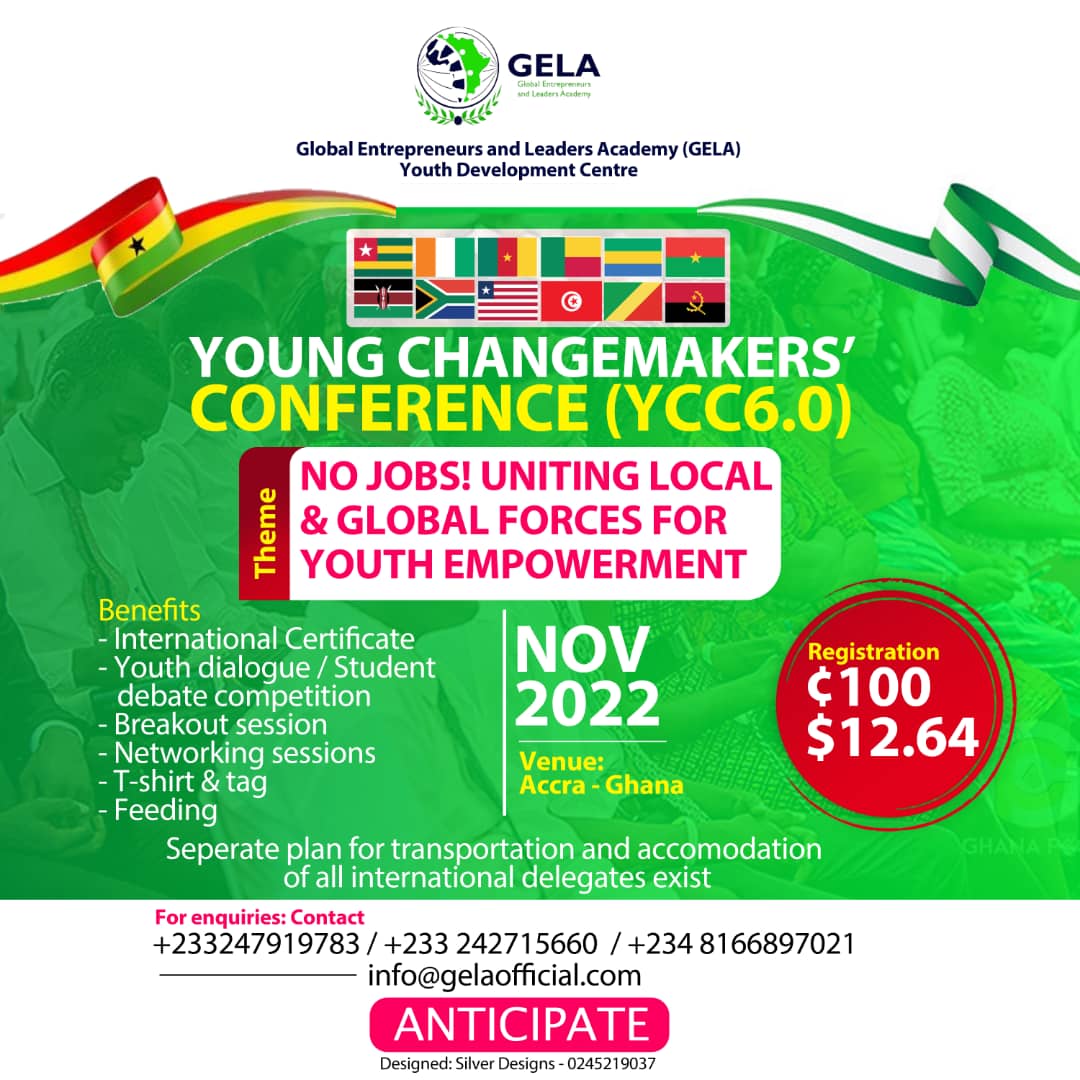 GELA
Global Entrepreneurs
and Leaders Academy
Global Entrepreneurs and Leaders Academy (GELA)
Youth Development Centre
YOUNG CHANGEMAKERS’
CONFERENCE (YCC6.0)
Theme
NO JOBS! UNITING LOCAL
& GLOBAL FORCES FOR
YOUTH EMPOWERMENT
Benefits
- International Certificate
- Youth dialogue / Student
debate competition
- Breakout session
- Networking sessions
- T-shirt & tag
- Feeding
NOV
2022
Venue:
Accra - Ghana
Registration
₵100
$12.64
Seperate plan for transportation and accomodation
of all international delegates exist
For enquiries: Contact
+233247919783 / +233 242715660 / +234 8166897021
info@gelaofficial.com
ANTICIPATE
Designed: Silver Designs - 0245219037